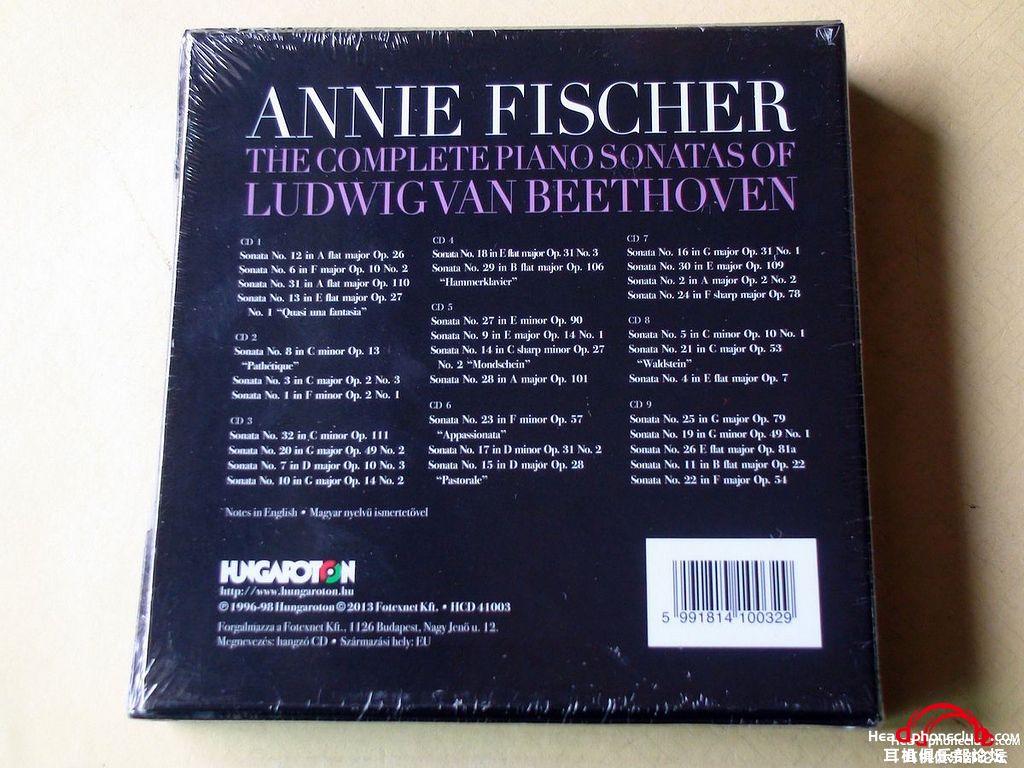 ANNIE FISCHER
THE COMPLETE PIANO SONATAS OF
LUDWIG VAN BEETHOVEN
CD 1
Sonata No. 12 in A flat major Op. 26
Sonata No. 6 in F major Op. 10 No. 2
Sonata No. 31 in A flat major Op. 110
Sonata No. 13 in E flat major Op. 27
No. 1 “Quasi una fantasia”
CD 2
Sonata No. 8 in C minor Op. 13
“Pathétique”
Sonata No. 3 in C major Op. 2 No. 3
Sonata No. 1 in F minor Op. 2 No. 1
CD 3
Sonata No. 32 in C minor Op. 111
Sonata No. 20 in G major Op. 49 No. 2
Sonata No. 7 in D major Op. 10 No. 3
Sonata No. 10 in G major Op. 14 No. 2
CD 4
Sonata No. 18 in E flat major Op. 31 No. 3
Sonata No. 29 in B flat major Op. 106
“Hammerklavier”
CD 5
Sonata No. 27 in E minor Op. 90
Sonata No. 9 in E major Op. 14 No. 1
Sonata No. 14 in C sharp minor Op. 27
No. 2 “Mondschein”
Sonata No. 28 in A major Op. 101
CD 6
Sonata No. 23 in F minor Op. 57
“Appassionata”
Sonata No. 17 in D minor Op. 31 No. 2
Sonata No. 15 in D major Op. 28
“Pastorale”
CD 7
Sonata No. 16 in G major Op. 31 No. 1
Sonata No. 30 in E major Op. 109
Sonata No. 2 in A major Op. 2 No. 2
Sonata No. 24 in F sharp major Op. 78
CD 8
Sonata No. 5 in C minor Op. 10 No. 1
Sonata No. 21 in C major Op. 53
“Waldstein”
Sonata No. 4 in E flat major Op. 7
CD 9
Sonata No. 25 in G major Op. 79
Sonata No. 19 in G minor Op. 49 No. 1
Sonata No. 26 E flat major Op. 81a
Sonata No. 11 in B flat major Op. 22
Sonata No. 22 in F major Op. 54
Notes in English • Magyar nyelvű ismertetővel
HUNGAROTON
http://www.hungaroton.hu
℗ 1996-98 Hungaroton © 2013 Fotexnet Kft. • HCD 41003
Forgalmazza a Fotexnet Kft., 1126 Budapest, Nagy Jenő u. 12.
Megnevezés: hangzó CD • Származási hely: EU
5 991814 100329
耳机俱乐部论坛